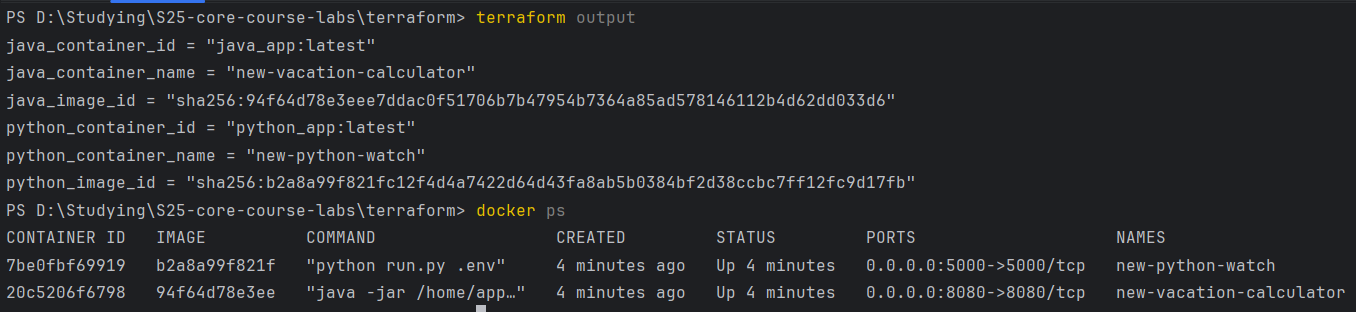 PS D:\Studying\S25-core-course-labs\terraform> terraform output
java_container_id = "java_app:latest"
java_container_name = "new-vacation-calculator"
java_image_id = "sha256:94f64d78e3eee7ddac0f51706b7b47954b7364a85ad578146112b4d62dd033d6"
python_container_id = "python_app:latest"
python_container_name = "new-python-watch"
python_image_id = "sha256:b2a8a99f821fc12f4d4a7422d64d43fa8ab5b0384bf2d38ccbc7ff12fc9d17fb"
PS D:\Studying\S25-core-course-labs\terraform> docker ps
CONTAINER ID   IMAGE          COMMAND                  CREATED         STATUS         PORTS                    NAMES
7be0fbf69919   b2a8a99f821f   "python run.py .env"     4 minutes ago   Up 4 minutes   0.0.0.0:5000->5000/tcp   new-python-watch
20c5206f6798   94f64d78e3ee   "java -jar /home/app…"   4 minutes ago   Up 4 minutes   0.0.0.0:8080->8080/tcp   new-vacation-calculator